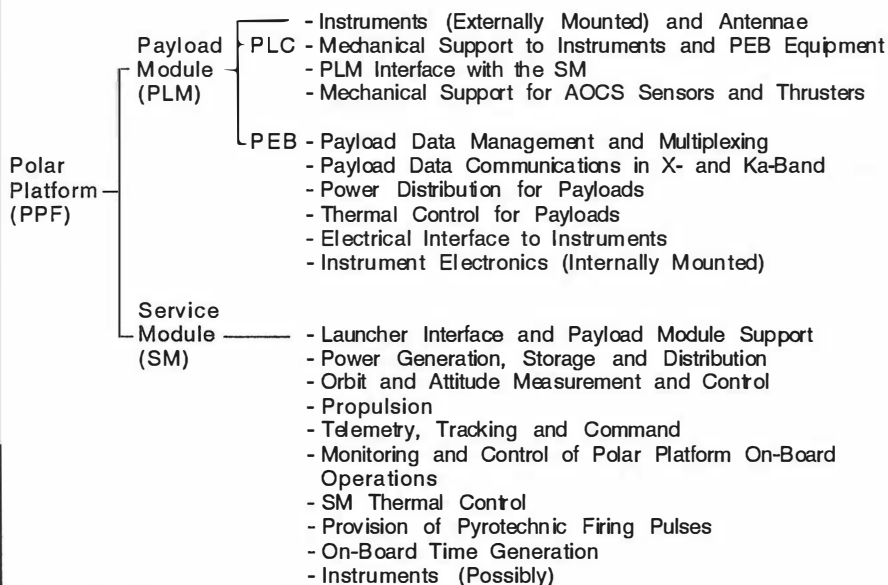 Polar
Platform
(PPF)
Payload
Module
(PLM)
PLC - Instruments (Externally Mounted) and Antennae
- Mechanical Support to Instruments and PEB Equipment
- PLM Interface with the SM
- Mechanical Support for AOCS Sensors and Thrusters
PEB - Payload Data Management and Multiplexing
- Payload Data Communications in X- and Ka-Band
- Power Distribution for Payloads
- Thermal Control for Payloads
- Electrical Interface to Instruments
- Instrument Electronics (Internally Mounted)
Service
Module
(SM)
- Launcher Interface and Payload Module Support
- Power Generation, Storage and Distribution
- Orbit and Attitude Measurement and Control
- Propulsion
- Telemetry, Tracking and Command
- Monitoring and Control of Polar Platform On-Board
Operations
- SM Thermal Control
- Provision of Pyrotechnic Firing Pulses
- On-Board Time Generation
- Instruments (Possibly)